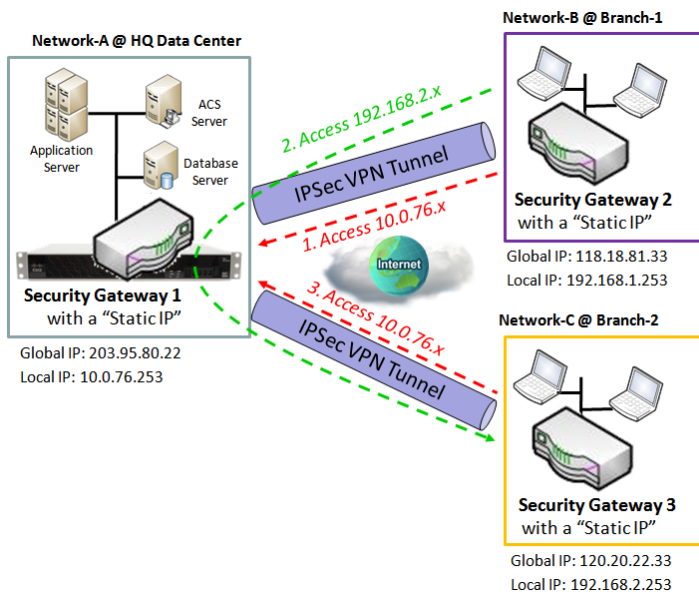 Network-A @ HQ Data Center
Application
Server
ACS
Server
Database
Server
Security Gateway 1
with a “Static IP”
Global IP: 203.95.80.22
Local IP: 10.0.76.253
2. Access 192.168.2.x
IPSec VPN Tunnel
1. Access 10.0.76.x
Internet
3. Access 10.0.76.x
IPSec VPN Tunnel
Network-B @ Branch-1
Security Gateway 2
with a “Static IP”
Global IP: 118.18.81.33
Local IP: 192.168.1.253
Network-C @ Branch-2
Security Gateway 3
with a “Static IP”
Global IP: 120.20.22.33
Local IP: 192.168.2.253